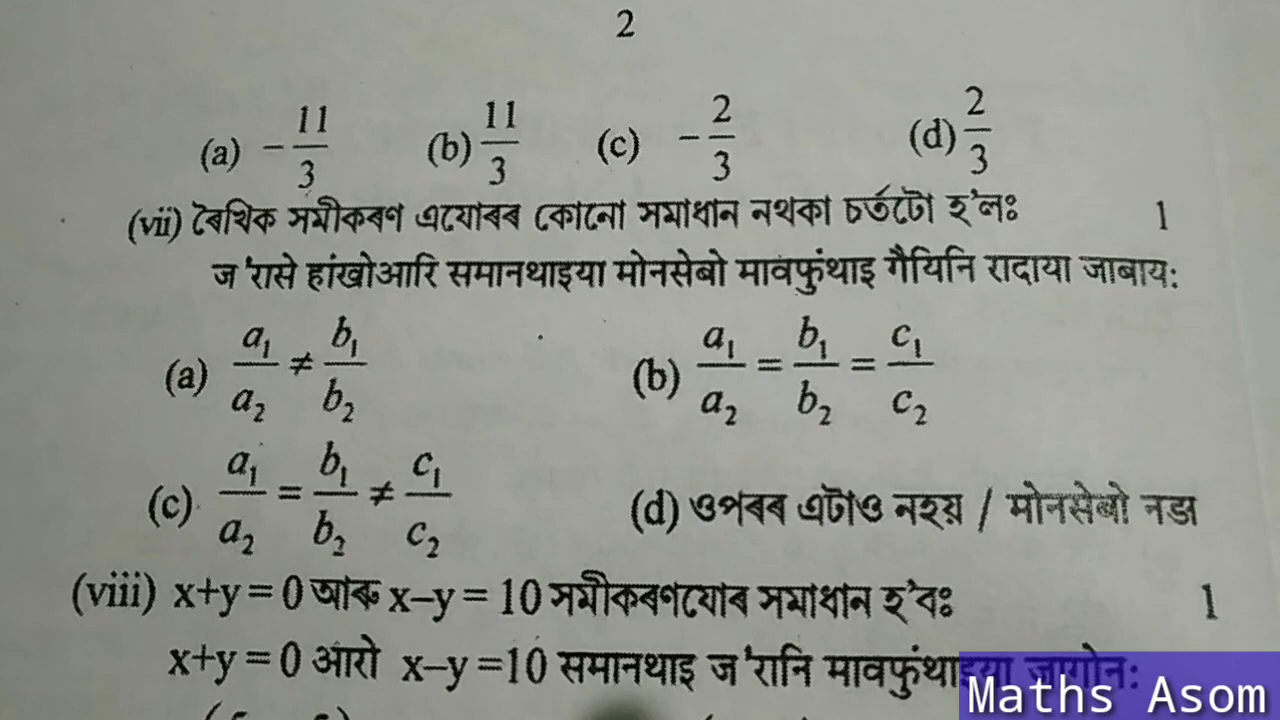 2
(a) −11/3 (b) 11/3 (c) −2/3 (d) 2/3
(vii) ৰৈখিক সমীকৰণ এযোৰৰ কোনো সমাধান নথকা চৰ্তটো হ'লঃ 1
ज'रासे हांखोआरि समानथाइया मोनसेबो मावफुंथाइ गैयिनि रादाया जाबाय:
(a) a₁/a₂ ≠ b₁/b₂ (b) a₁/a₂ = b₁/b₂ = c₁/c₂
(c) a₁/a₂ = b₁/b₂ ≠ c₁/c₂ (d) ওপৰৰ এটাও নহয় / मोनसेबो नङा
(viii) x+y = 0 আৰু x–y = 10 সমীকৰণযোৰ সমাধান হ'বঃ 1
x+y = 0 आरो x–y =10 समानथाइ ज'रानि मावफुंथाइया जागोन:
Maths Asom